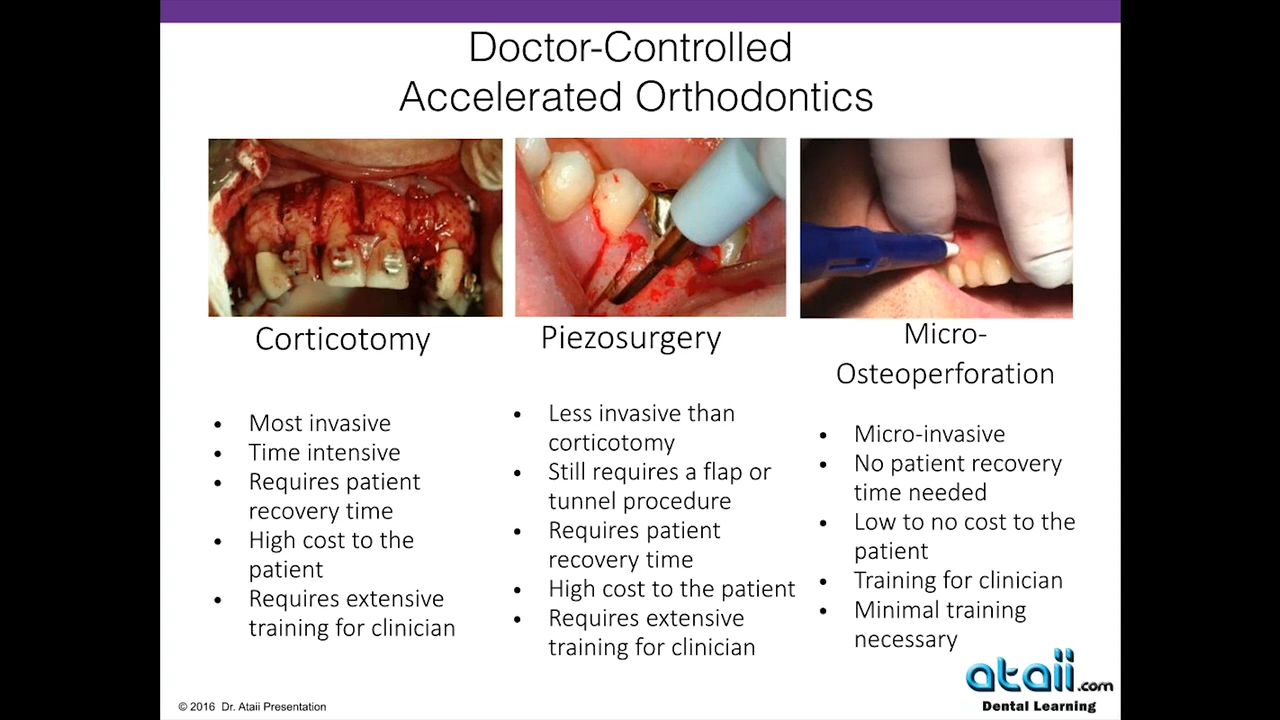 Doctor-Controlled
Accelerated Orthodontics
Corticotomy
• Most invasive
• Time intensive
• Requires patient
recovery time
• High cost to the
patient
• Requires extensive
training for clinician
Piezosurgery
• Less invasive than
corticotomy
• Still requires a flap or
tunnel procedure
• Requires patient
recovery time
• High cost to the patient
• Requires extensive
training for clinician
Micro-
Osteoperforation
• Micro-invasive
• No patient recovery
time needed
• Low to no cost to the
patient
• Training for clinician
• Minimal training
necessary
ataii.com
Dental Learning
© 2016 Dr. Ataii Presentation